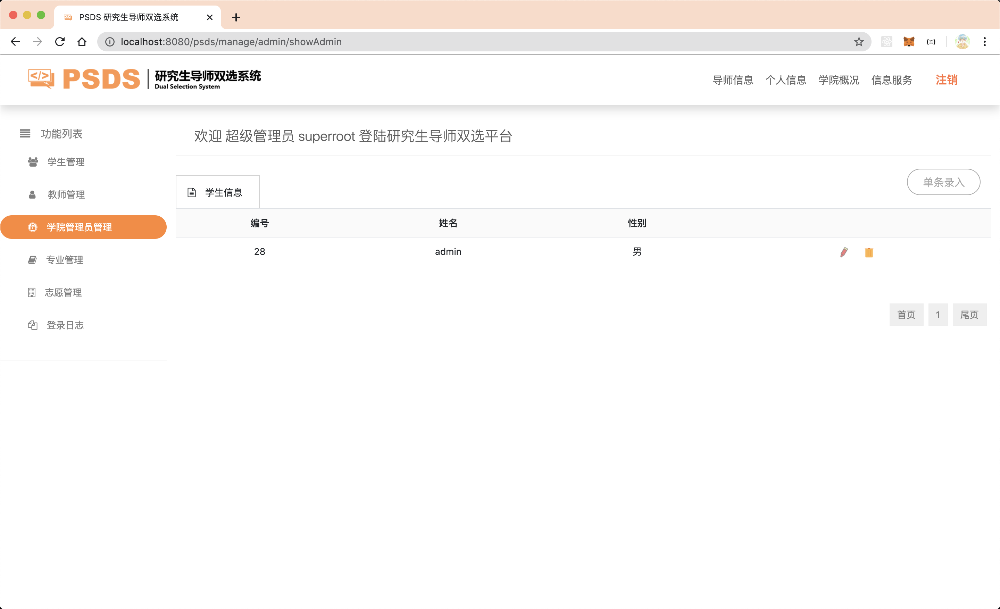 PSDS 研究生导师双选系统
localhost:8080/psds/manage/admin/showAdmin
</> PSDS 研究生导师双选系统
Dual Selection System
导师信息 个人信息 学院概况 信息服务 注销
功能列表
学生管理
教师管理
学院管理员管理
专业管理
志愿管理
登录日志
欢迎 超级管理员 superroot 登陆研究生导师双选平台
单条录入
学生信息
编号 姓名 性别
28 admin 男
首页 1 尾页